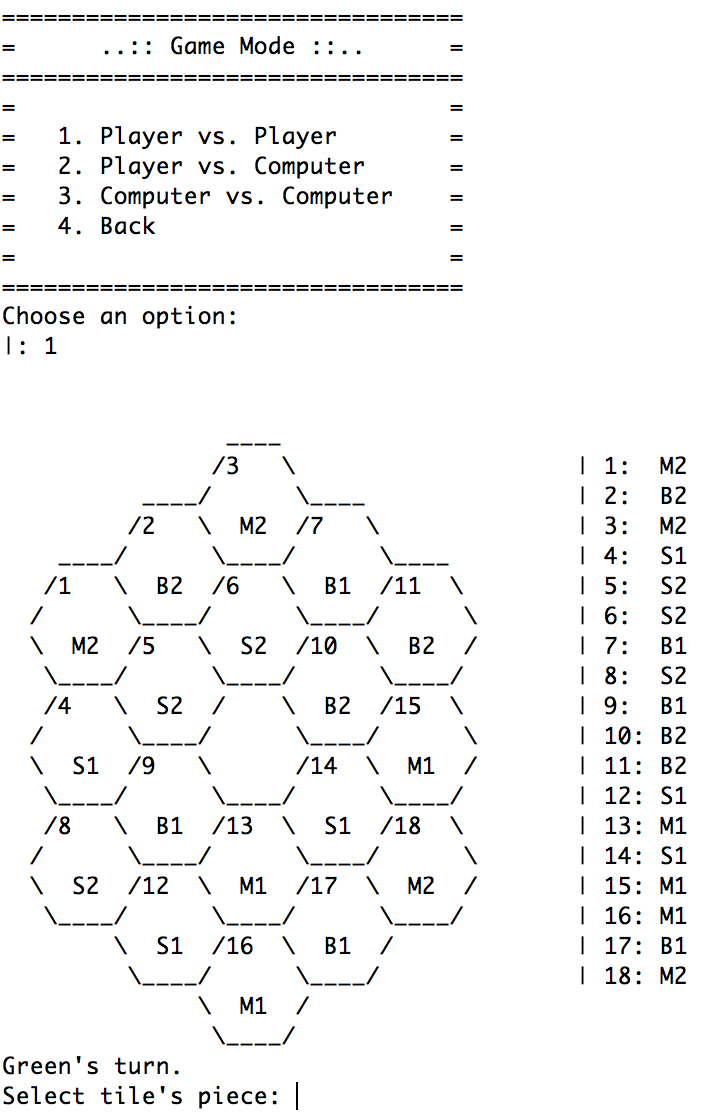 =================================
=      ..:: Game Mode ::..      =
=================================
=                               =
=   1. Player vs. Player        =
=   2. Player vs. Computer      =
=   3. Computer vs. Computer    =
=   4. Back                     =
=                               =
=================================
Choose an option:
|: 1
                ____
               /3   \                    | 1:  M2
          ____/      \____               | 2:  B2
         /2   \  M2  /7   \              | 3:  M2
    ____/      \____/      \____         | 4:  S1
   /1   \  B2  /6   \  B1  /11  \        | 5:  S2
  /      \____/      \____/      \       | 6:  S2
  \  M2  /5   \  S2  /10  \  B2  /       | 7:  B1
   \____/      \____/      \____/        | 8:  S2
   /4   \  S2  /    \  B2  /15  \        | 9:  B1
  /      \____/      \____/      \       | 10: B2
  \  S1  /9   \      /14  \  M1  /       | 11: B2
   \____/      \____/      \____/        | 12: S1
   /8   \  B1  /13  \  S1  /18  \        | 13: M1
  /      \____/      \____/      \       | 14: S1
  \  S2  /12  \  M1  /17  \  M2  /       | 15: M1
   \____/      \____/      \____/        | 16: M1
        \  S1  /16  \  B1  /             | 17: B1
         \____/      \____/              | 18: M2
              \  M1  /
               \____/
Green's turn.
Select tile's piece: